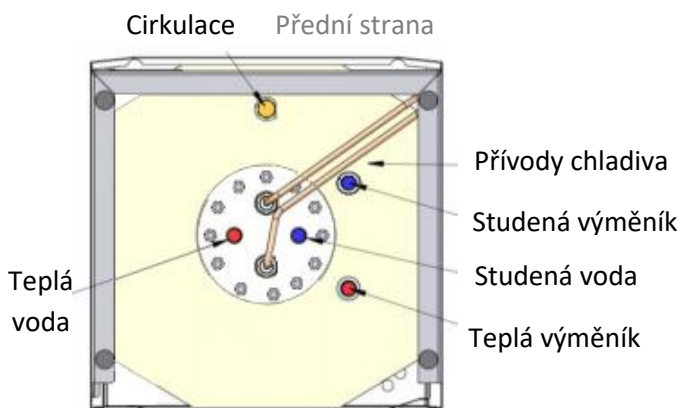 Cirkulace
Přední strana
Přívody chladiva
Studená výměník
Studená voda
Teplá výměník
Teplá
voda